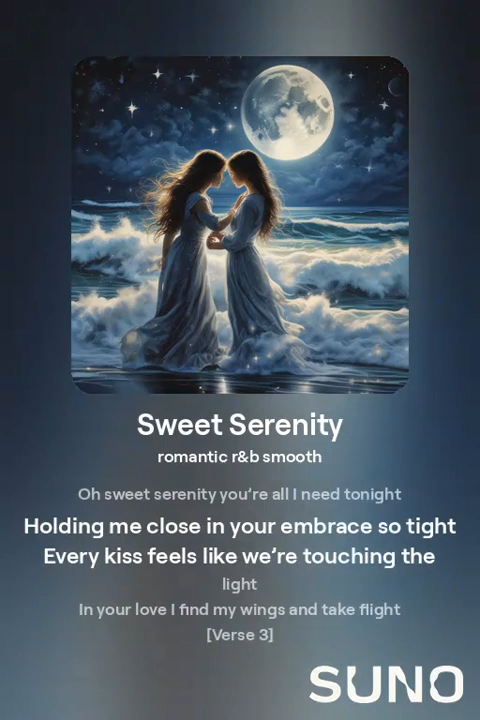 Sweet Serenity
romantic r&b smooth
Oh sweet serenity you're all I need tonight
Holding me close in your embrace so tight
Every kiss feels like we're touching the
light
In your love I find my wings and take flight
[Verse 3]
SUNO